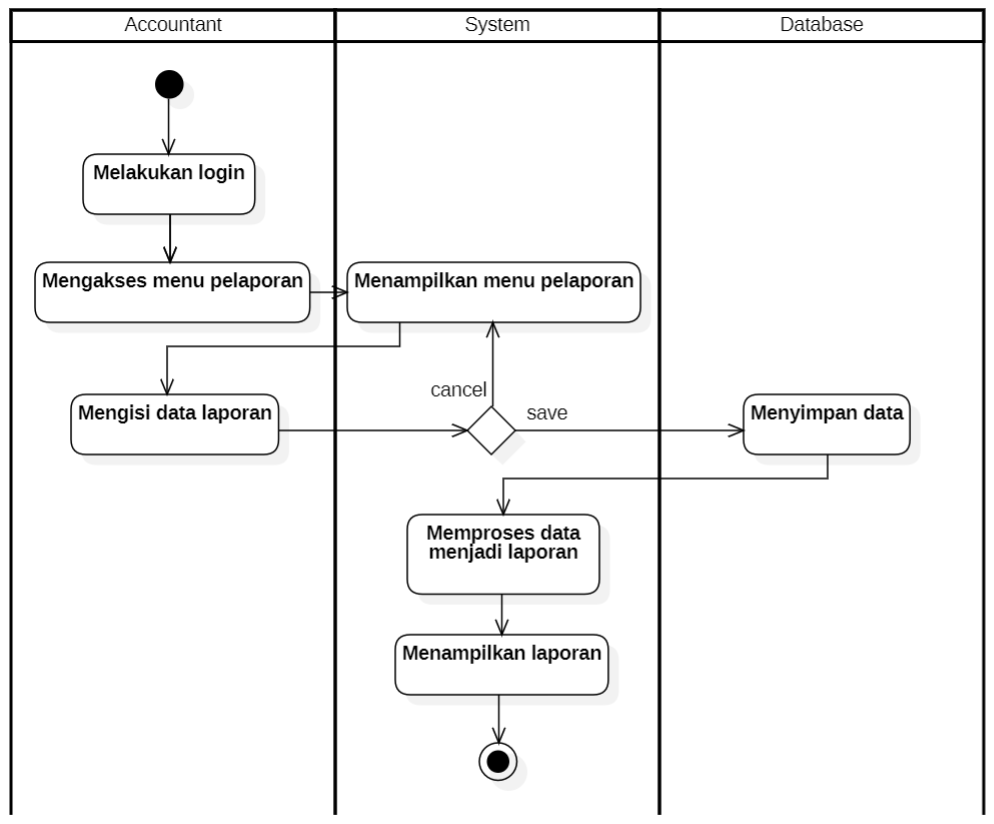 Accountant
System
Database
Melakukan login
Mengakses menu pelaporan
Menampilkan menu pelaporan
cancel
save
Mengisi data laporan
Menyimpan data
Memproses data
menjadi laporan
Menampilkan laporan